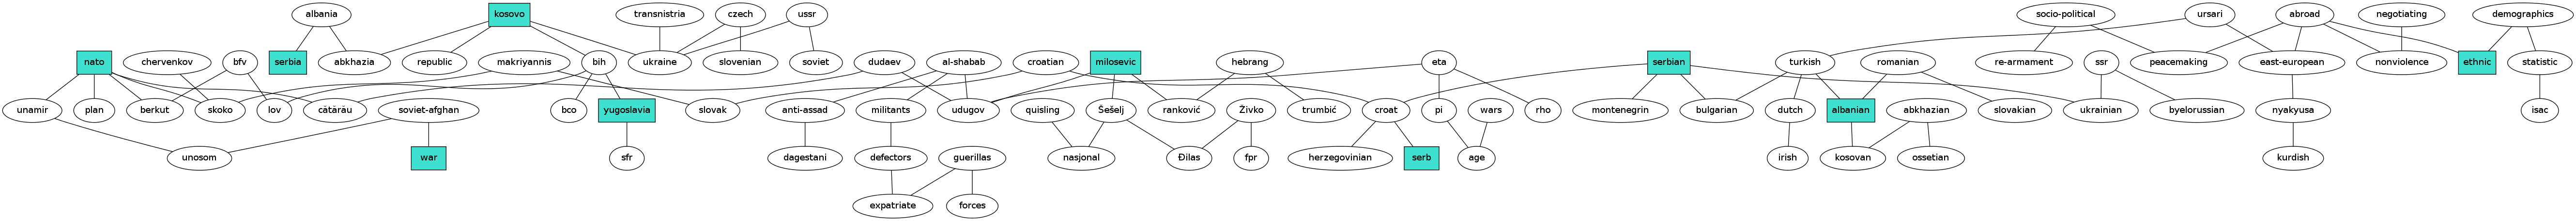 albania kosovo transnistria czech ussr socio-political ursari abroad negotiating demographics
nato chervenkov bfv serbia abkhazia republic makriyannis bih ukraine slovenian soviet dudaev al-shabab croatian milosevic hebrang eta serbian turkish romanian re-armament ssr peacemaking east-european nonviolence ethnic statistic
unamir plan berkut skoko lov cătărău soviet-afghan bco yugoslavia slovak anti-assad militants udugov quisling Šešelj ranković Živko trumbić croat pi wars rho montenegrin bulgarian dutch albanian abkhazian slovakian ukrainian byelorussian nyakyusa isac
unosom war sfr dagestani defectors guerillas nasjonal Đilas fpr herzegovinian serb age irish kosovan ossetian kurdish
expatriate forces